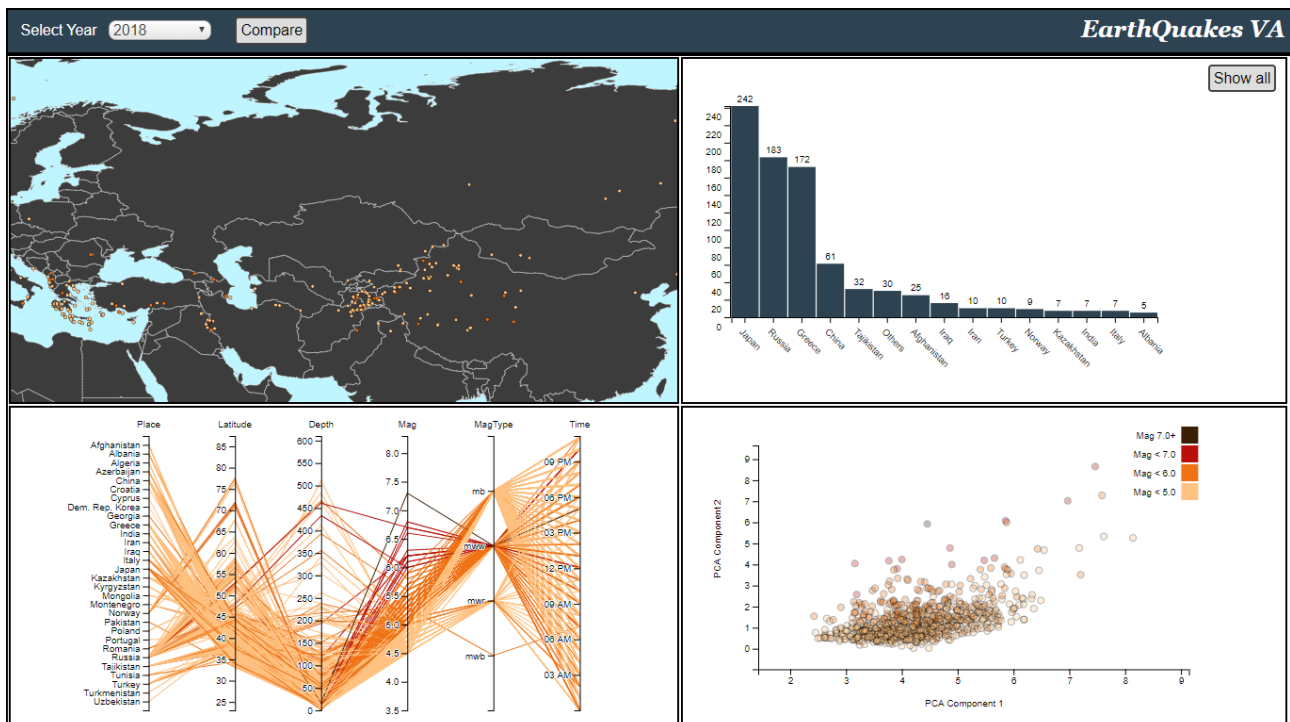 Select Year 2018 Compare EarthQuakes VA
Show all
242
183
172
61
32
30
25
16
10
10
9
7
7
7
5
240
220
200
180
160
140
120
100
80
60
40
20
0
Japan
Russia
Greece
China
Tajikistan
Others
Afghanistan
Iraq
Iran
Turkey
Norway
Kazakhstan
India
Italy
Albania
Place Latitude Depth Mag MagType Time
Afghanistan
Albania
Algeria
Azerbaijan
China
Croatia
Cyprus
Dem. Rep. Korea
Georgia
Greece
India
Iran
Iraq
Italy
Japan
Kazakhstan
Kyrgyzstan
Mongolia
Montenegro
Norway
Pakistan
Poland
Portugal
Romania
Russia
Tajikistan
Tunisia
Turkey
Turkmenistan
Uzbekistan
85
80
75
70
65
60
55
50
45
40
35
30
25
600
550
500
450
400
350
300
250
200
150
100
50
0
8.0
7.5
7.0
6.5
6.0
5.5
5.0
4.5
4.0
3.5
mb
mww
mwr
mwb
09 PM
06 PM
03 PM
12 PM
09 AM
06 AM
03 AM
Mag 7.0+
Mag < 7.0
Mag < 6.0
Mag < 5.0
PCA Component2
9
8
7
6
5
4
3
2
1
0
2 3 4 5 6 7 8 9
PCA Component 1